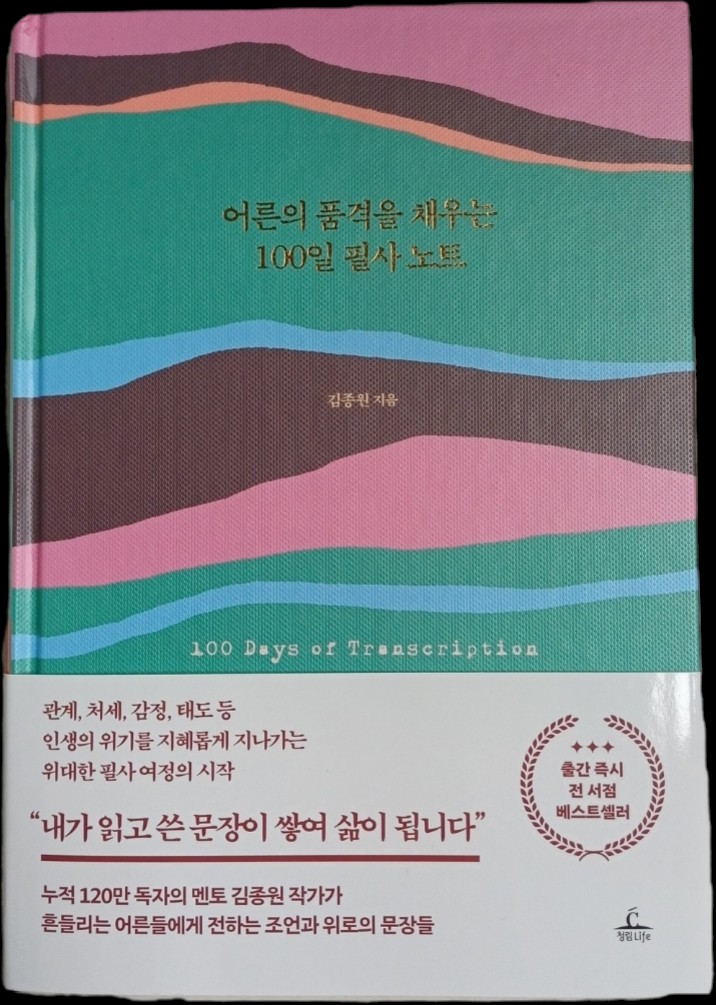 어른의 품격을 채우는
100일 필사 노트
김종원 지음
100 Days of Transcription
관계, 처세, 감정, 태도 등
인생의 위기를 지혜롭게 지나가는
위대한 필사 여정의 시작
“내가 읽고 쓴 문장이 쌓여 삶이 됩니다”
누적 120만 독자의 멘토 김종원 작가가
흔들리는 어른들에게 전하는 조언과 위로의 문장들
출간 즉시
전 서점
베스트셀러
청림Life